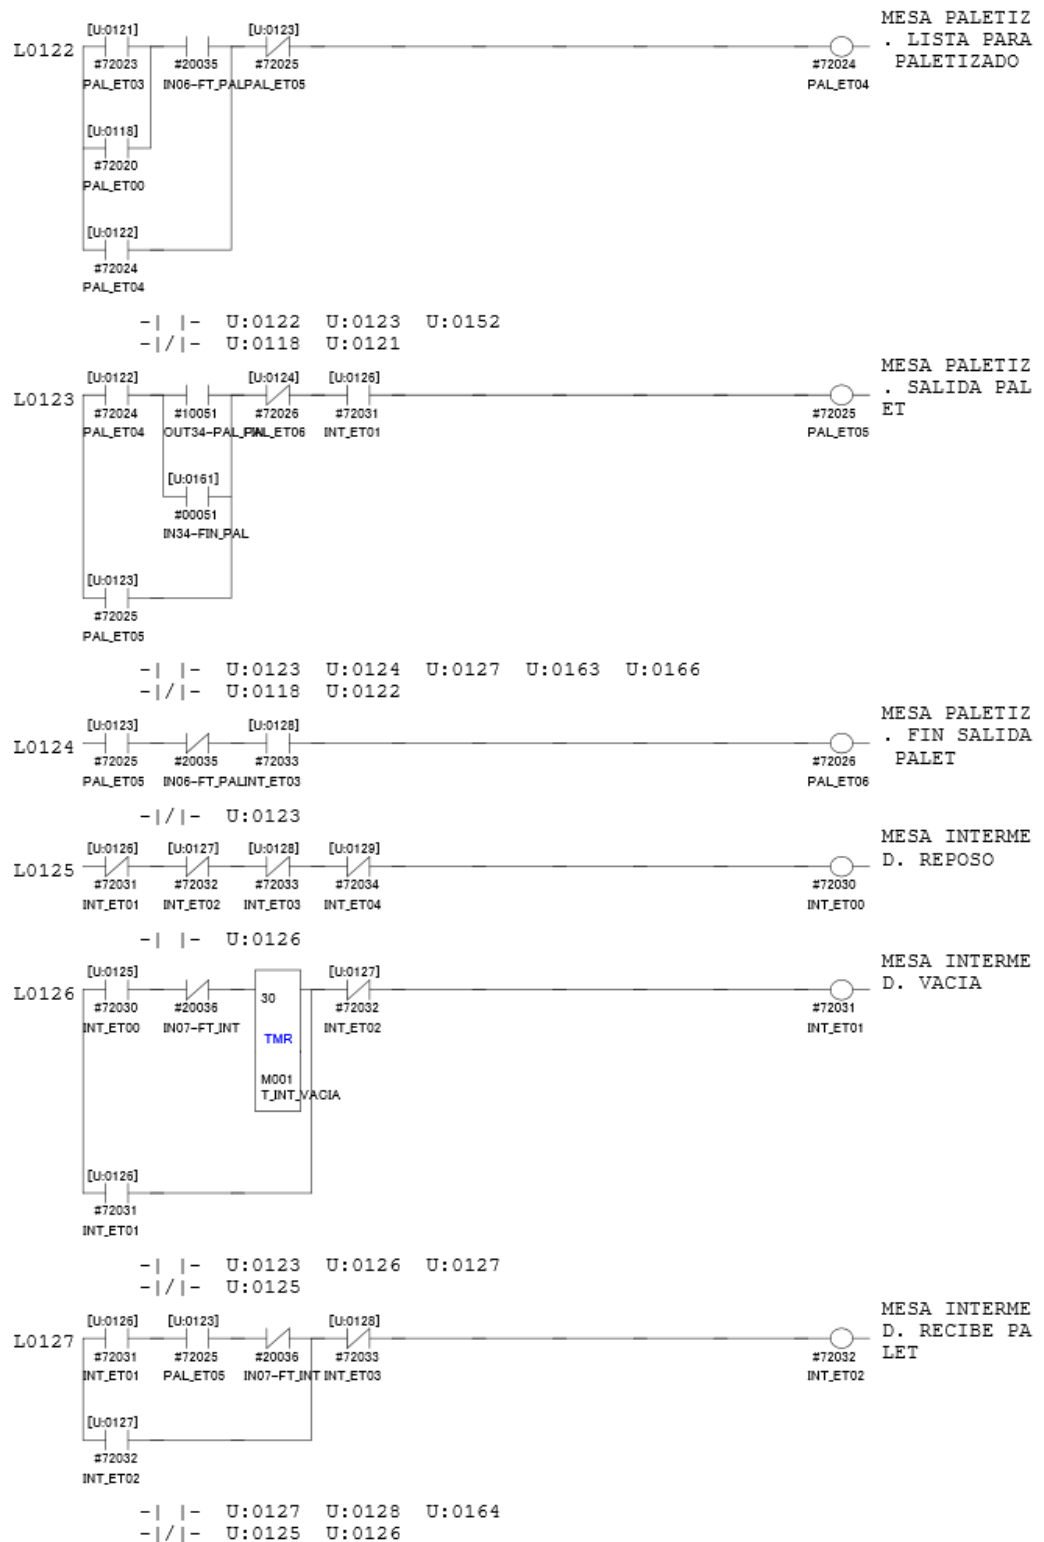 MESA PALETIZ
[U:0121] [U:0123]
L0122 . LISTA PARA
#72023 #20035 #72025 #72024 PALETIZADO
PAL_ET03 IN06-FT_PAL PAL_ET05 PAL_ET04
[U:0118]
#72020
PAL_ET00
[U:0122]
#72024
PAL_ET04
-| |- U:0122 U:0123 U:0152
-|/|- U:0118 U:0121
MESA PALETIZ
[U:0122] [U:0124] [U:0126]
L0123 . SALIDA PAL
#72024 #10051 #72026 #72031 #72025 ET
PAL_ET04 OUT34-PAL_FIN PAL_ET06 INT_ET01 PAL_ET05
[U:0161]
#00051
IN34-FIN_PAL
[U:0123]
#72025
PAL_ET05
-| |- U:0123 U:0124 U:0127 U:0163 U:0166
-|/|- U:0118 U:0122
MESA PALETIZ
[U:0123] [U:0128]
L0124 . FIN SALIDA
#72025 #20035 #72033 #72026 PALET
PAL_ET05 IN06-FT_PAL INT_ET03 PAL_ET06
-|/|- U:0123
MESA INTERME
[U:0126] [U:0127] [U:0128] [U:0129]
L0125 D. REPOSO
#72031 #72032 #72033 #72034 #72030
INT_ET01 INT_ET02 INT_ET03 INT_ET04 INT_ET00
-| |- U:0126
MESA INTERME
[U:0125] [U:0127]
L0126 30 D. VACIA
#72030 #20036 #72032 #72031
INT_ET00 IN07-FT_INT INT_ET02 INT_ET01
TMR
M001
T_INT_VACIA
[U:0126]
#72031
INT_ET01
-| |- U:0123 U:0126 U:0127
-|/|- U:0125
MESA INTERME
[U:0126] [U:0123] [U:0128]
L0127 D. RECIBE PA
#72031 #72025 #20036 #72033 #72032 LET
INT_ET01 PAL_ET05 IN07-FT_INT INT_ET03 INT_ET02
[U:0127]
#72032
INT_ET02
-| |- U:0127 U:0128 U:0164
-|/|- U:0125 U:0126